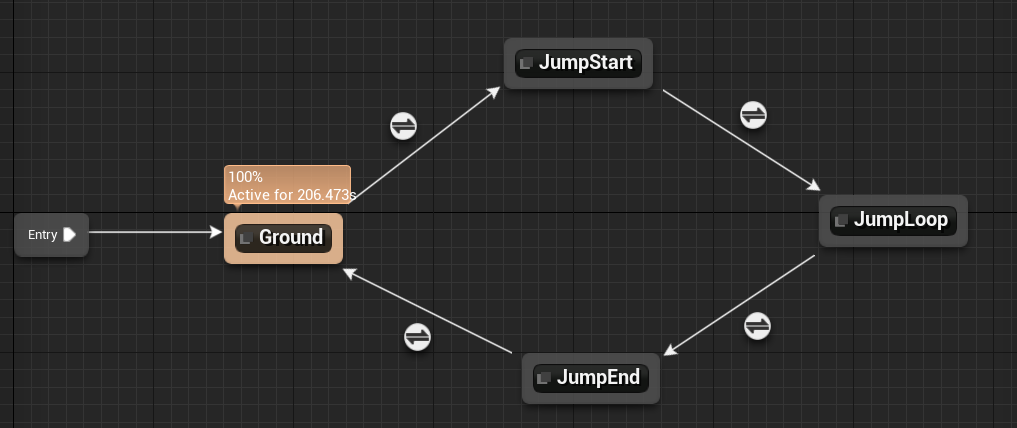 JumpStart
100%
Active for 206.473s
Entry
Ground
JumpLoop
JumpEnd